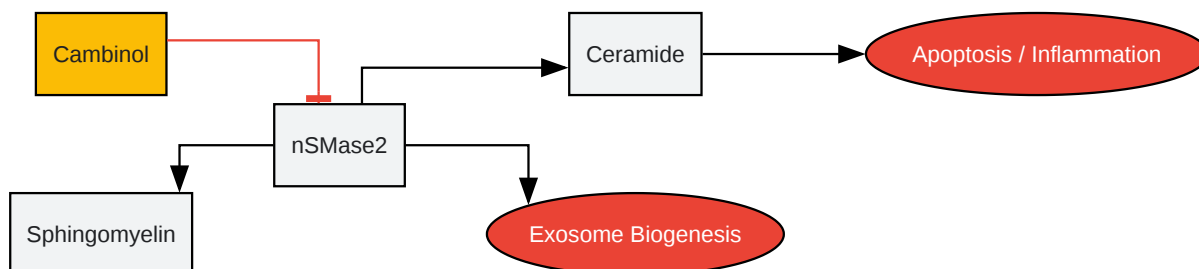 Cambinol
Ceramide
Apoptosis / Inflammation
nSMase2
Sphingomyelin
Exosome Biogenesis